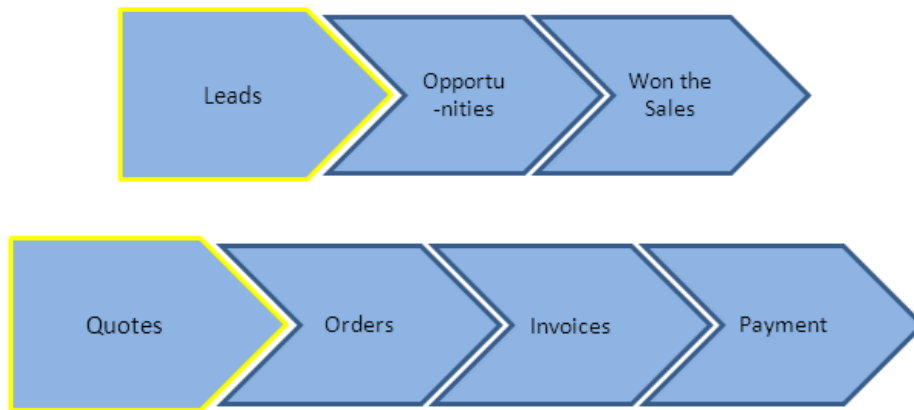 Leads
Opportu
-nities
Won the
Sales
Quotes
Orders
Invoices
Payment